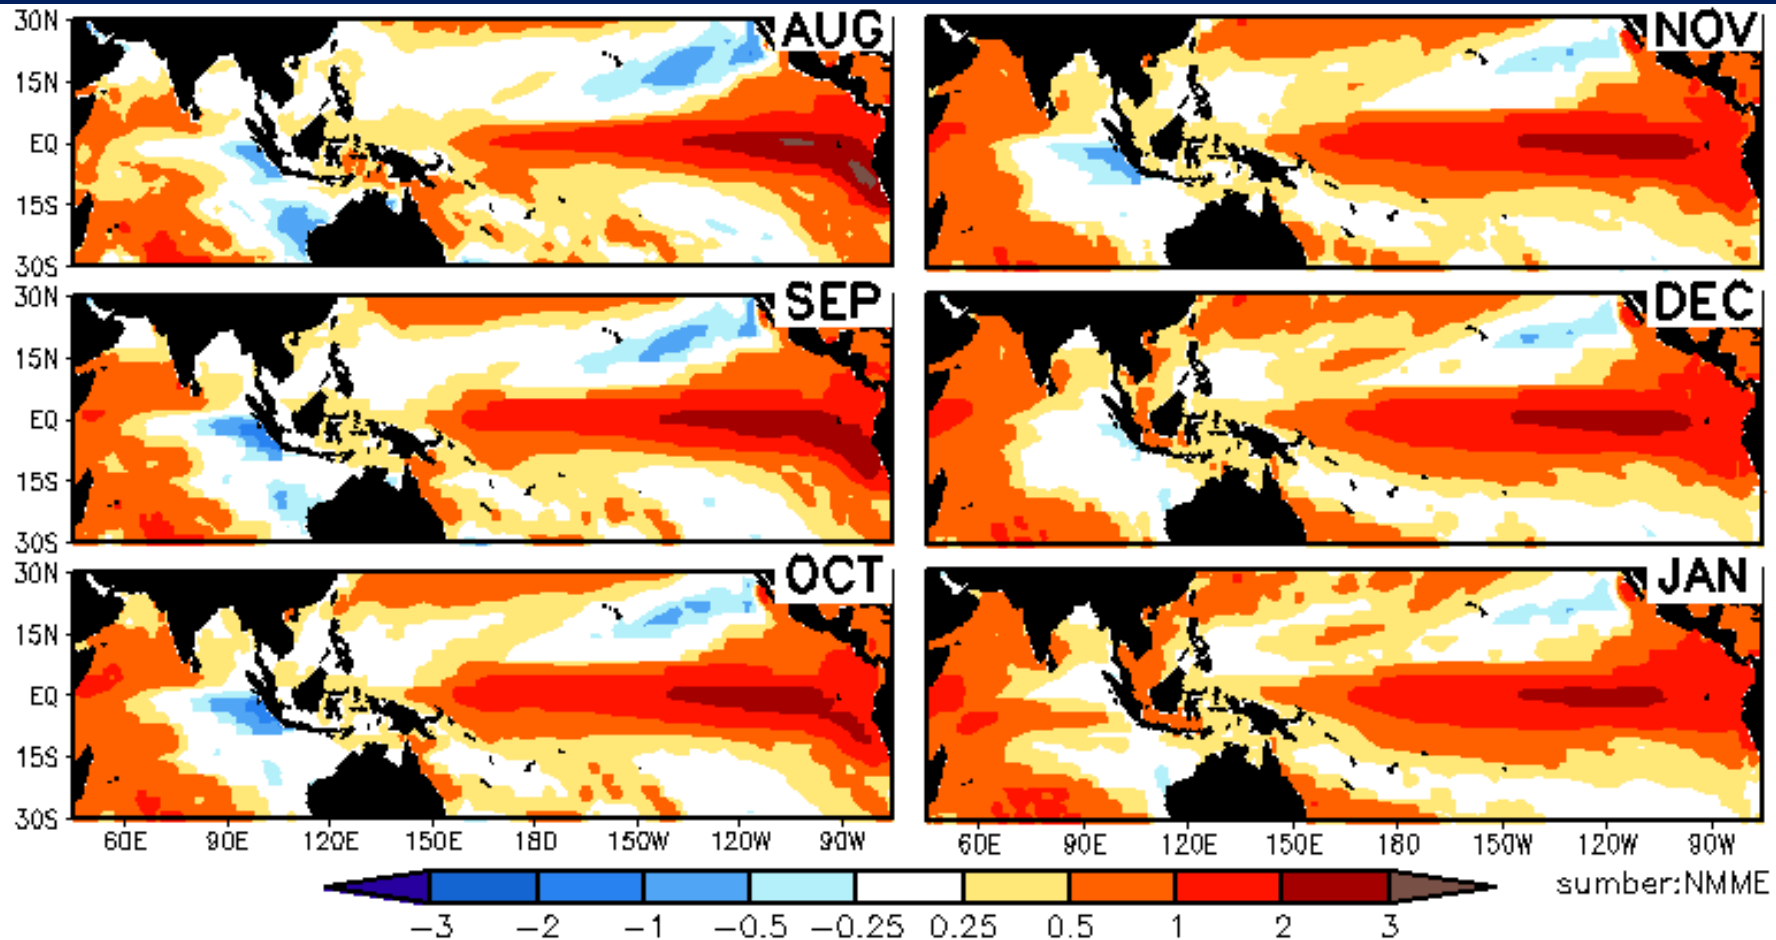 AUG
30N
15N
EQ
15S
30S
NOV
SEP
30N
15N
EQ
15S
30S
DEC
OCT
30N
15N
EQ
15S
30S
60E 90E 120E 150E 180 150W 120W 90W
JAN
60E 90E 120E 150E 180 150W 120W 90W
-3 -2 -1 -0.5 -0.25 0.25 0.5 1 2 3
sumber:NMME